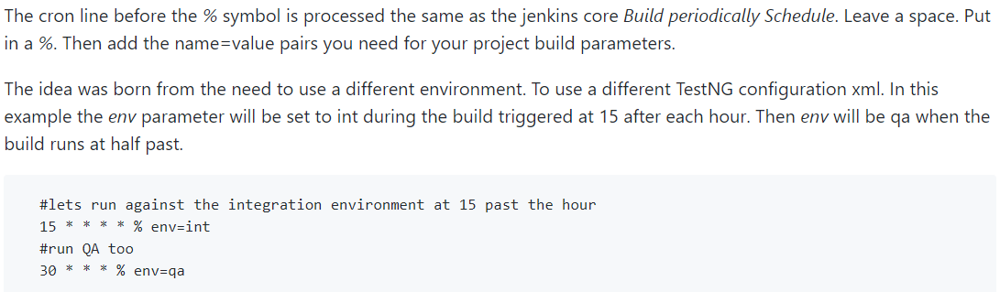 The cron line before the % symbol is processed the same as the jenkins core Build periodically Schedule. Leave a space. Put
in a %. Then add the name=value pairs you need for your project build parameters.
The idea was born from the need to use a different environment. To use a different TestNG configuration xml. In this
example the env parameter will be set to int during the build triggered at 15 after each hour. Then env will be qa when the
build runs at half past.
#lets run against the integration environment at 15 past the hour
15 * * * * % env=int
#run QA too
30 * * * % env=qa